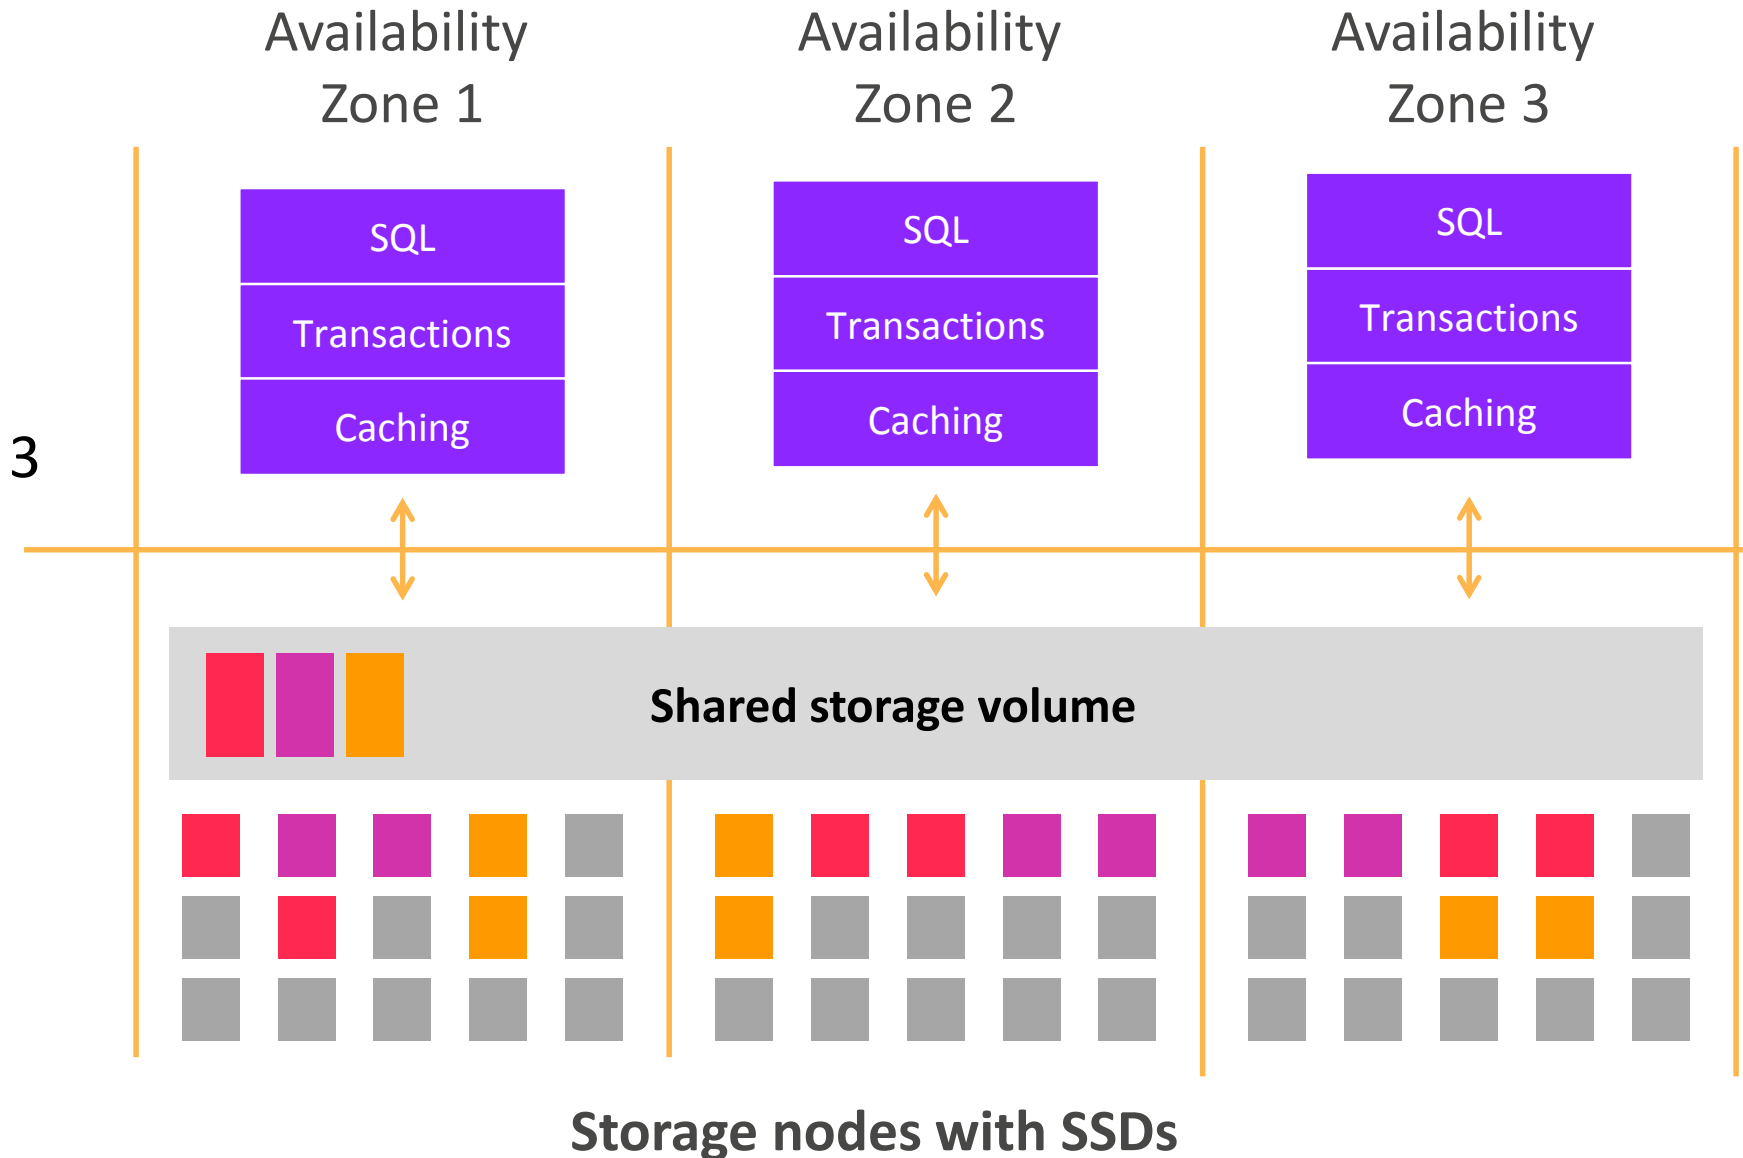 Availability
Zone 1
Availability
Zone 2
Availability
Zone 3
SQL
Transactions
Caching
SQL
Transactions
Caching
SQL
Transactions
Caching
3
Shared storage volume
Storage nodes with SSDs